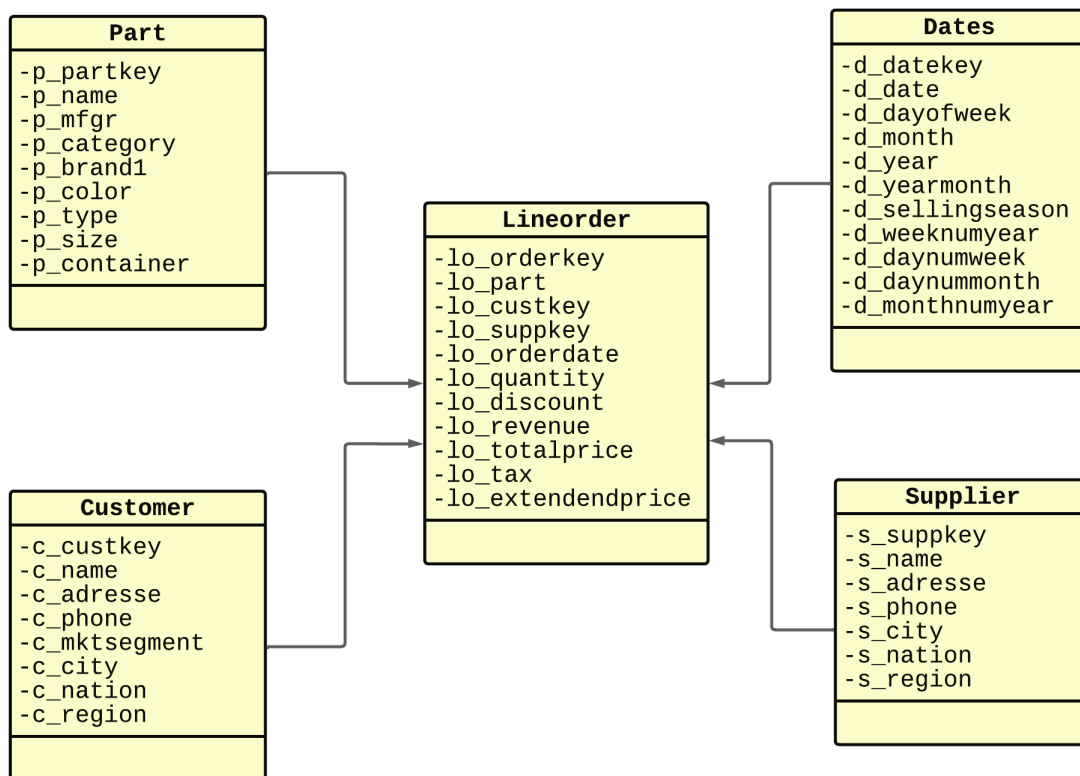 Part
-p_partkey
-p_name
-p_mfgr
-p_category
-p_brand1
-p_color
-p_type
-p_size
-p_container
Dates
-d_datekey
-d_date
-d_dayofweek
-d_month
-d_year
-d_yearmonth
-d_sellingseason
-d_weeknumyear
-d_daynumweek
-d_daynummonth
-d_monthnumyear
Lineorder
-lo_orderkey
-lo_part
-lo_custkey
-lo_suppkey
-lo_orderdate
-lo_quantity
-lo_discount
-lo_revenue
-lo_totalprice
-lo_tax
-lo_extendendprice
Customer
-c_custkey
-c_name
-c_adresse
-c_phone
-c_mktsegment
-c_city
-c_nation
-c_region
Supplier
-s_suppkey
-s_name
-s_adresse
-s_phone
-s_city
-s_nation
-s_region